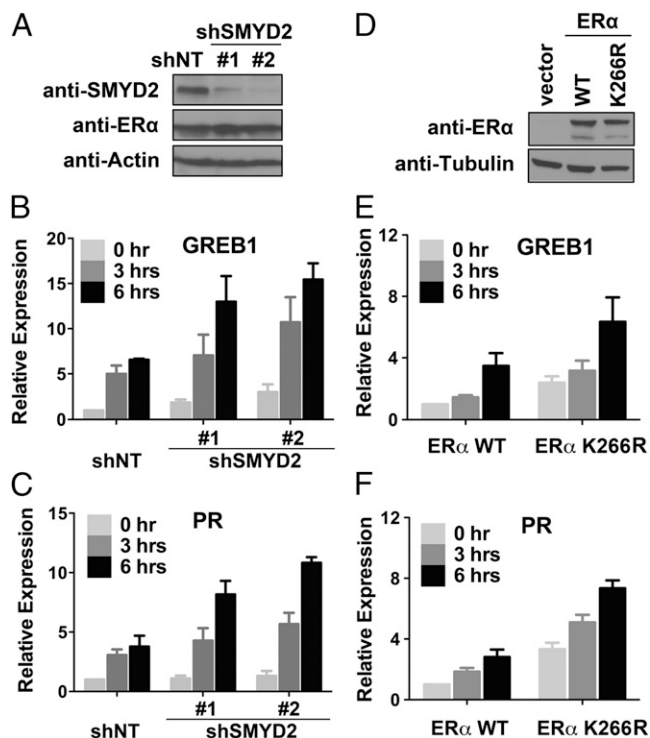 A
shSMYD2
shNT #1 #2
anti-SMYD2
anti-ERα
anti-Actin
B
GREB1
0 hr
3 hrs
6 hrs
Relative Expression
20
15
10
5
0
#1 #2
shNT shSMYD2
C
PR
0 hr
3 hrs
6 hrs
Relative Expression
15
10
5
0
#1 #2
shNT shSMYD2
D
ERα
vector WT K266R
anti-ERα
anti-Tubulin
E
GREB1
0 hr
3 hrs
6 hrs
Relative Expression
12
8
4
0
ERα WT ERα K266R
F
PR
0 hr
3 hrs
6 hrs
Relative Expression
12
8
4
0
ERα WT ERα K266R